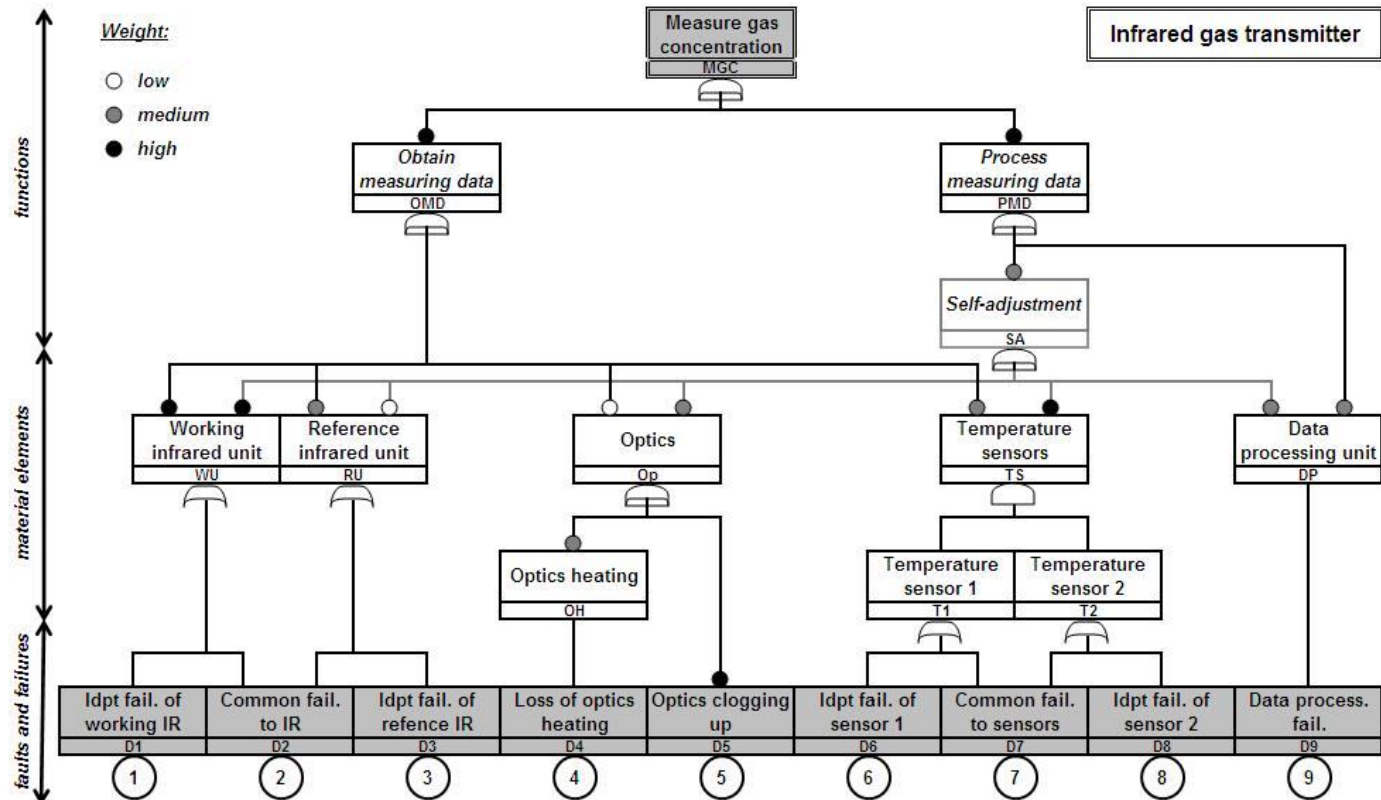 Weight:
low
medium
high
Measure gas
concentration
MGC
Infrared gas transmitter
functions
Obtain
measuring data
OMD
Process
measuring data
PMD
Self-adjustment
SA
material elements
Working
infrared unit
WU
Reference
infrared unit
RU
Optics
Op
Temperature
sensors
TS
Data
processing unit
DP
Optics heating
OH
Temperature
sensor 1
T1
Temperature
sensor 2
T2
fauts and failures
Idpt fail. of
working IR
D1
Common fail.
to IR
D2
Idpt fail. of
refence IR
D3
Loss of optics
heating
D4
Optics clogging
up
D5
Idpt fail. of
sensor 1
D6
Common fail.
to sensors
D7
Idpt fail. of
sensor 2
D8
Data process.
fail.
D9
1
2
3
4
5
6
7
8
9